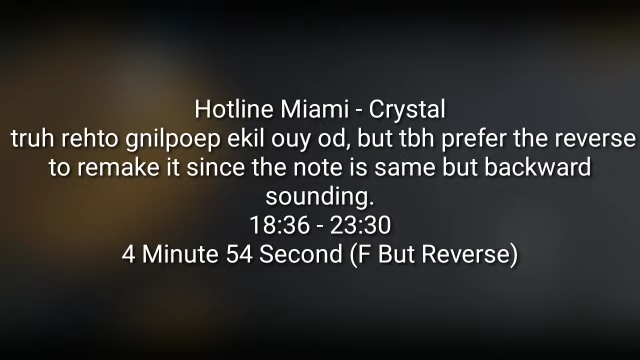 Hotline Miami - Crystal
truh rehto gnilpoep ekil ouy od, but tbh prefer the reverse
to remake it since the note is same but backward
sounding.
18:36 - 23:30
4 Minute 54 Second (F But Reverse)